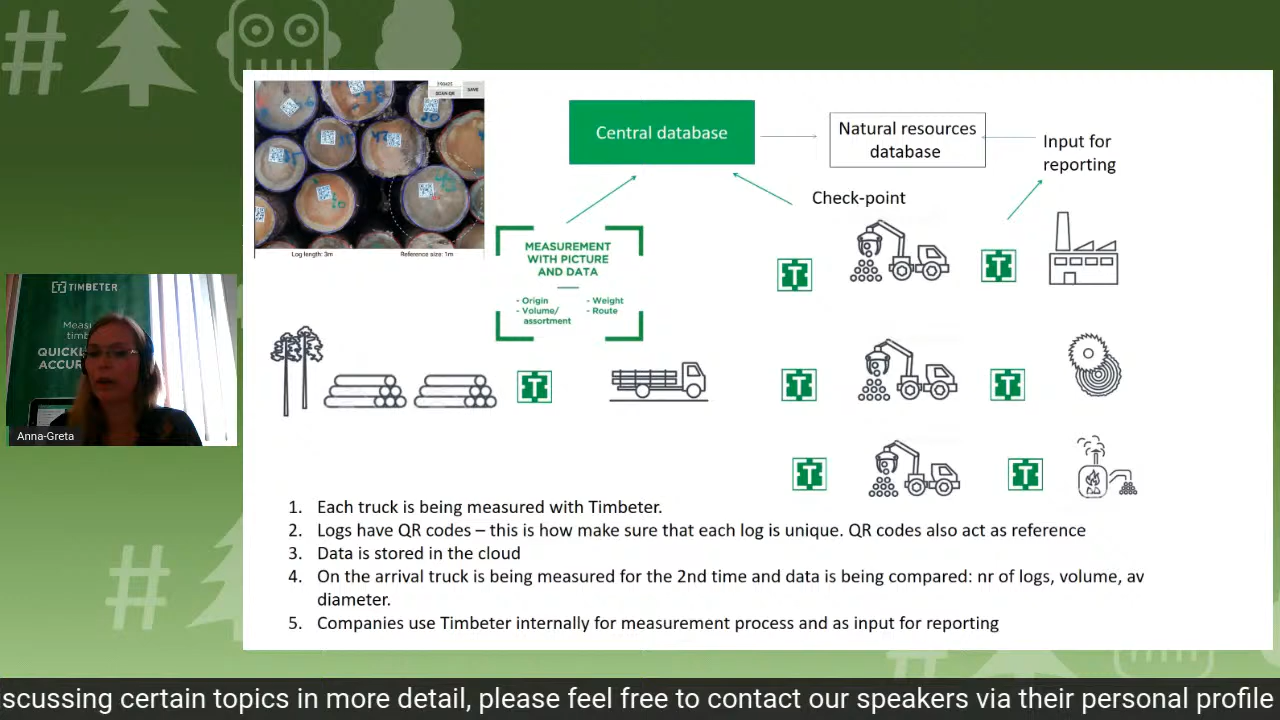 SCAN QR
SAVE
Log length: 3m
Reference size: 1m
Central database
Natural resources
database
Input for
reporting
Check-point
MEASUREMENT
WITH PICTURE
AND DATA
- Origin
- Volume/
assortment
- Weight
- Route
TIMBETER
QUICKL
ACCUR
Anna-Greta
1. Each truck is being measured with Timbeter.
2. Logs have QR codes – this is how make sure that each log is unique. QR codes also act as reference
3. Data is stored in the cloud
4. On the arrival truck is being measured for the 2nd time and data is being compared: nr of logs, volume, av
diameter.
5. Companies use Timbeter internally for measurement process and as input for reporting
scussing certain topics in more detail, please feel free to contact our speakers via their personal profile